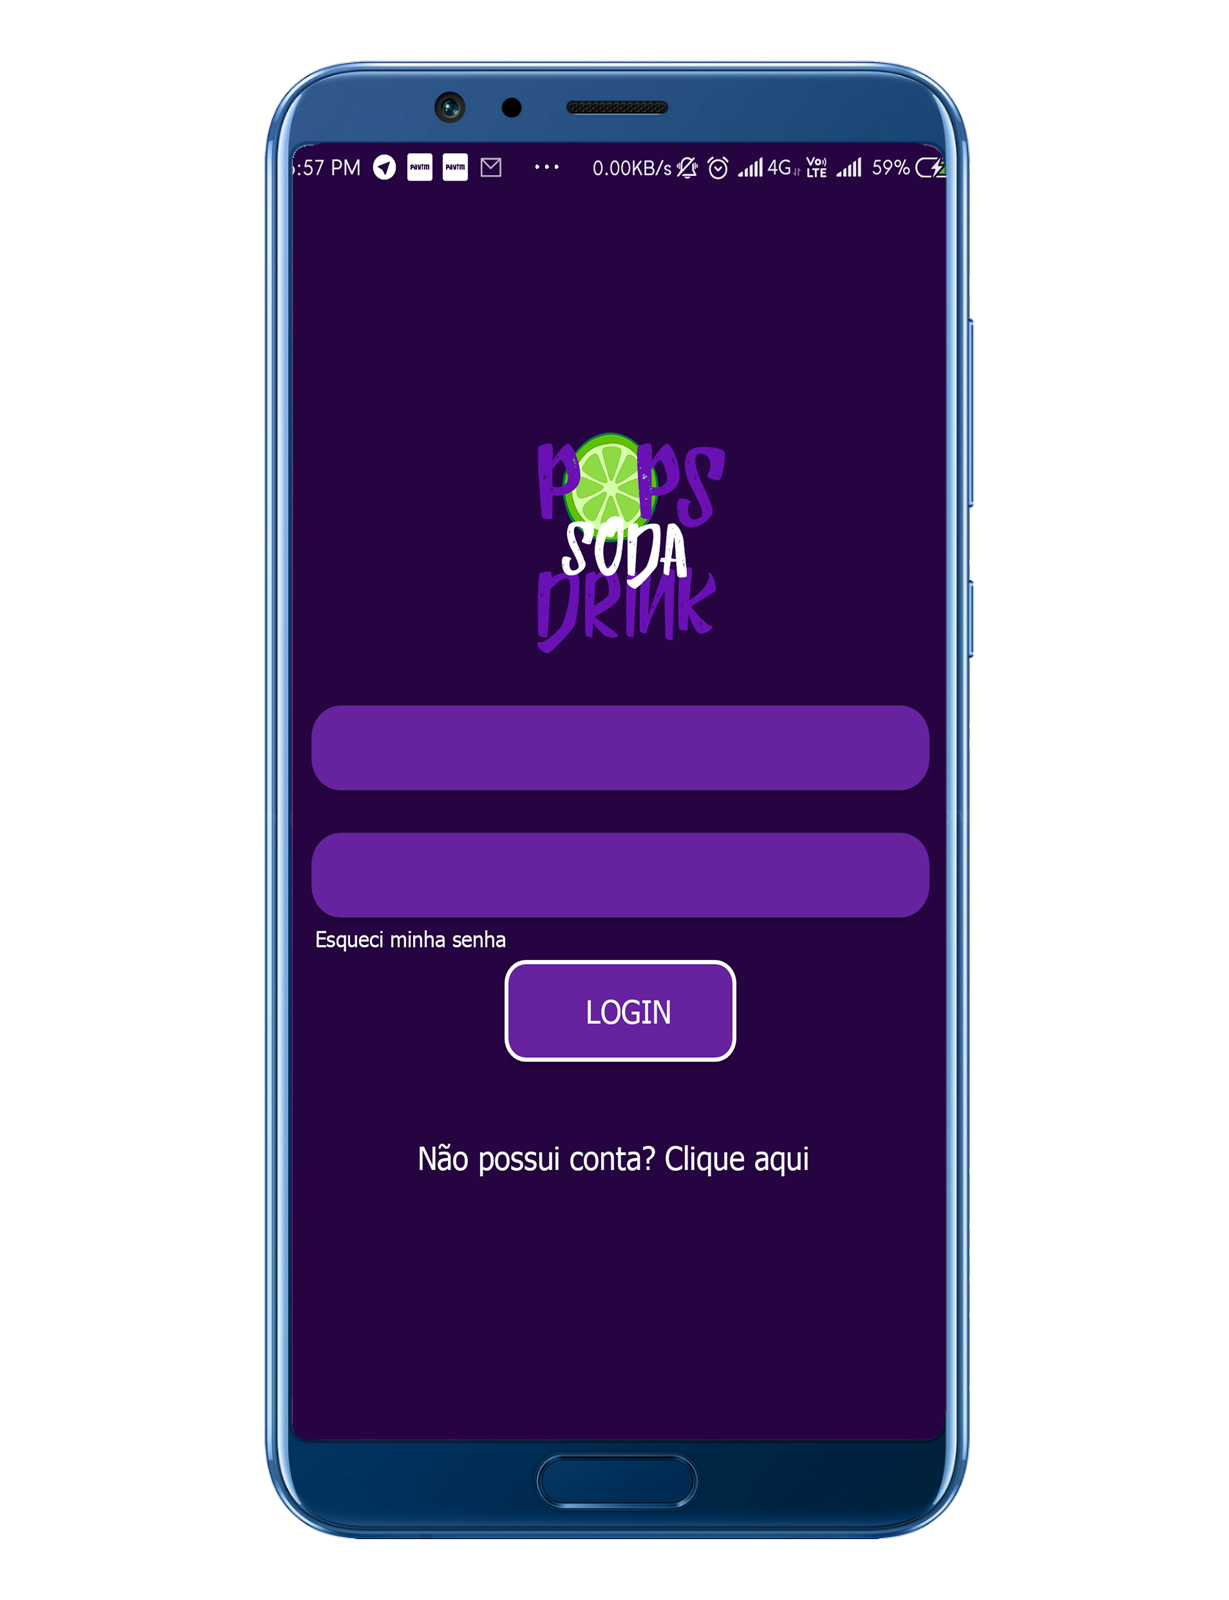 :57 PM paytm paytm ... 0.00KB/s 4G Vo) LTE 59%
POPS
SODA
DRINK
Esqueci minha senha
LOGIN
Não possui conta? Clique aqui